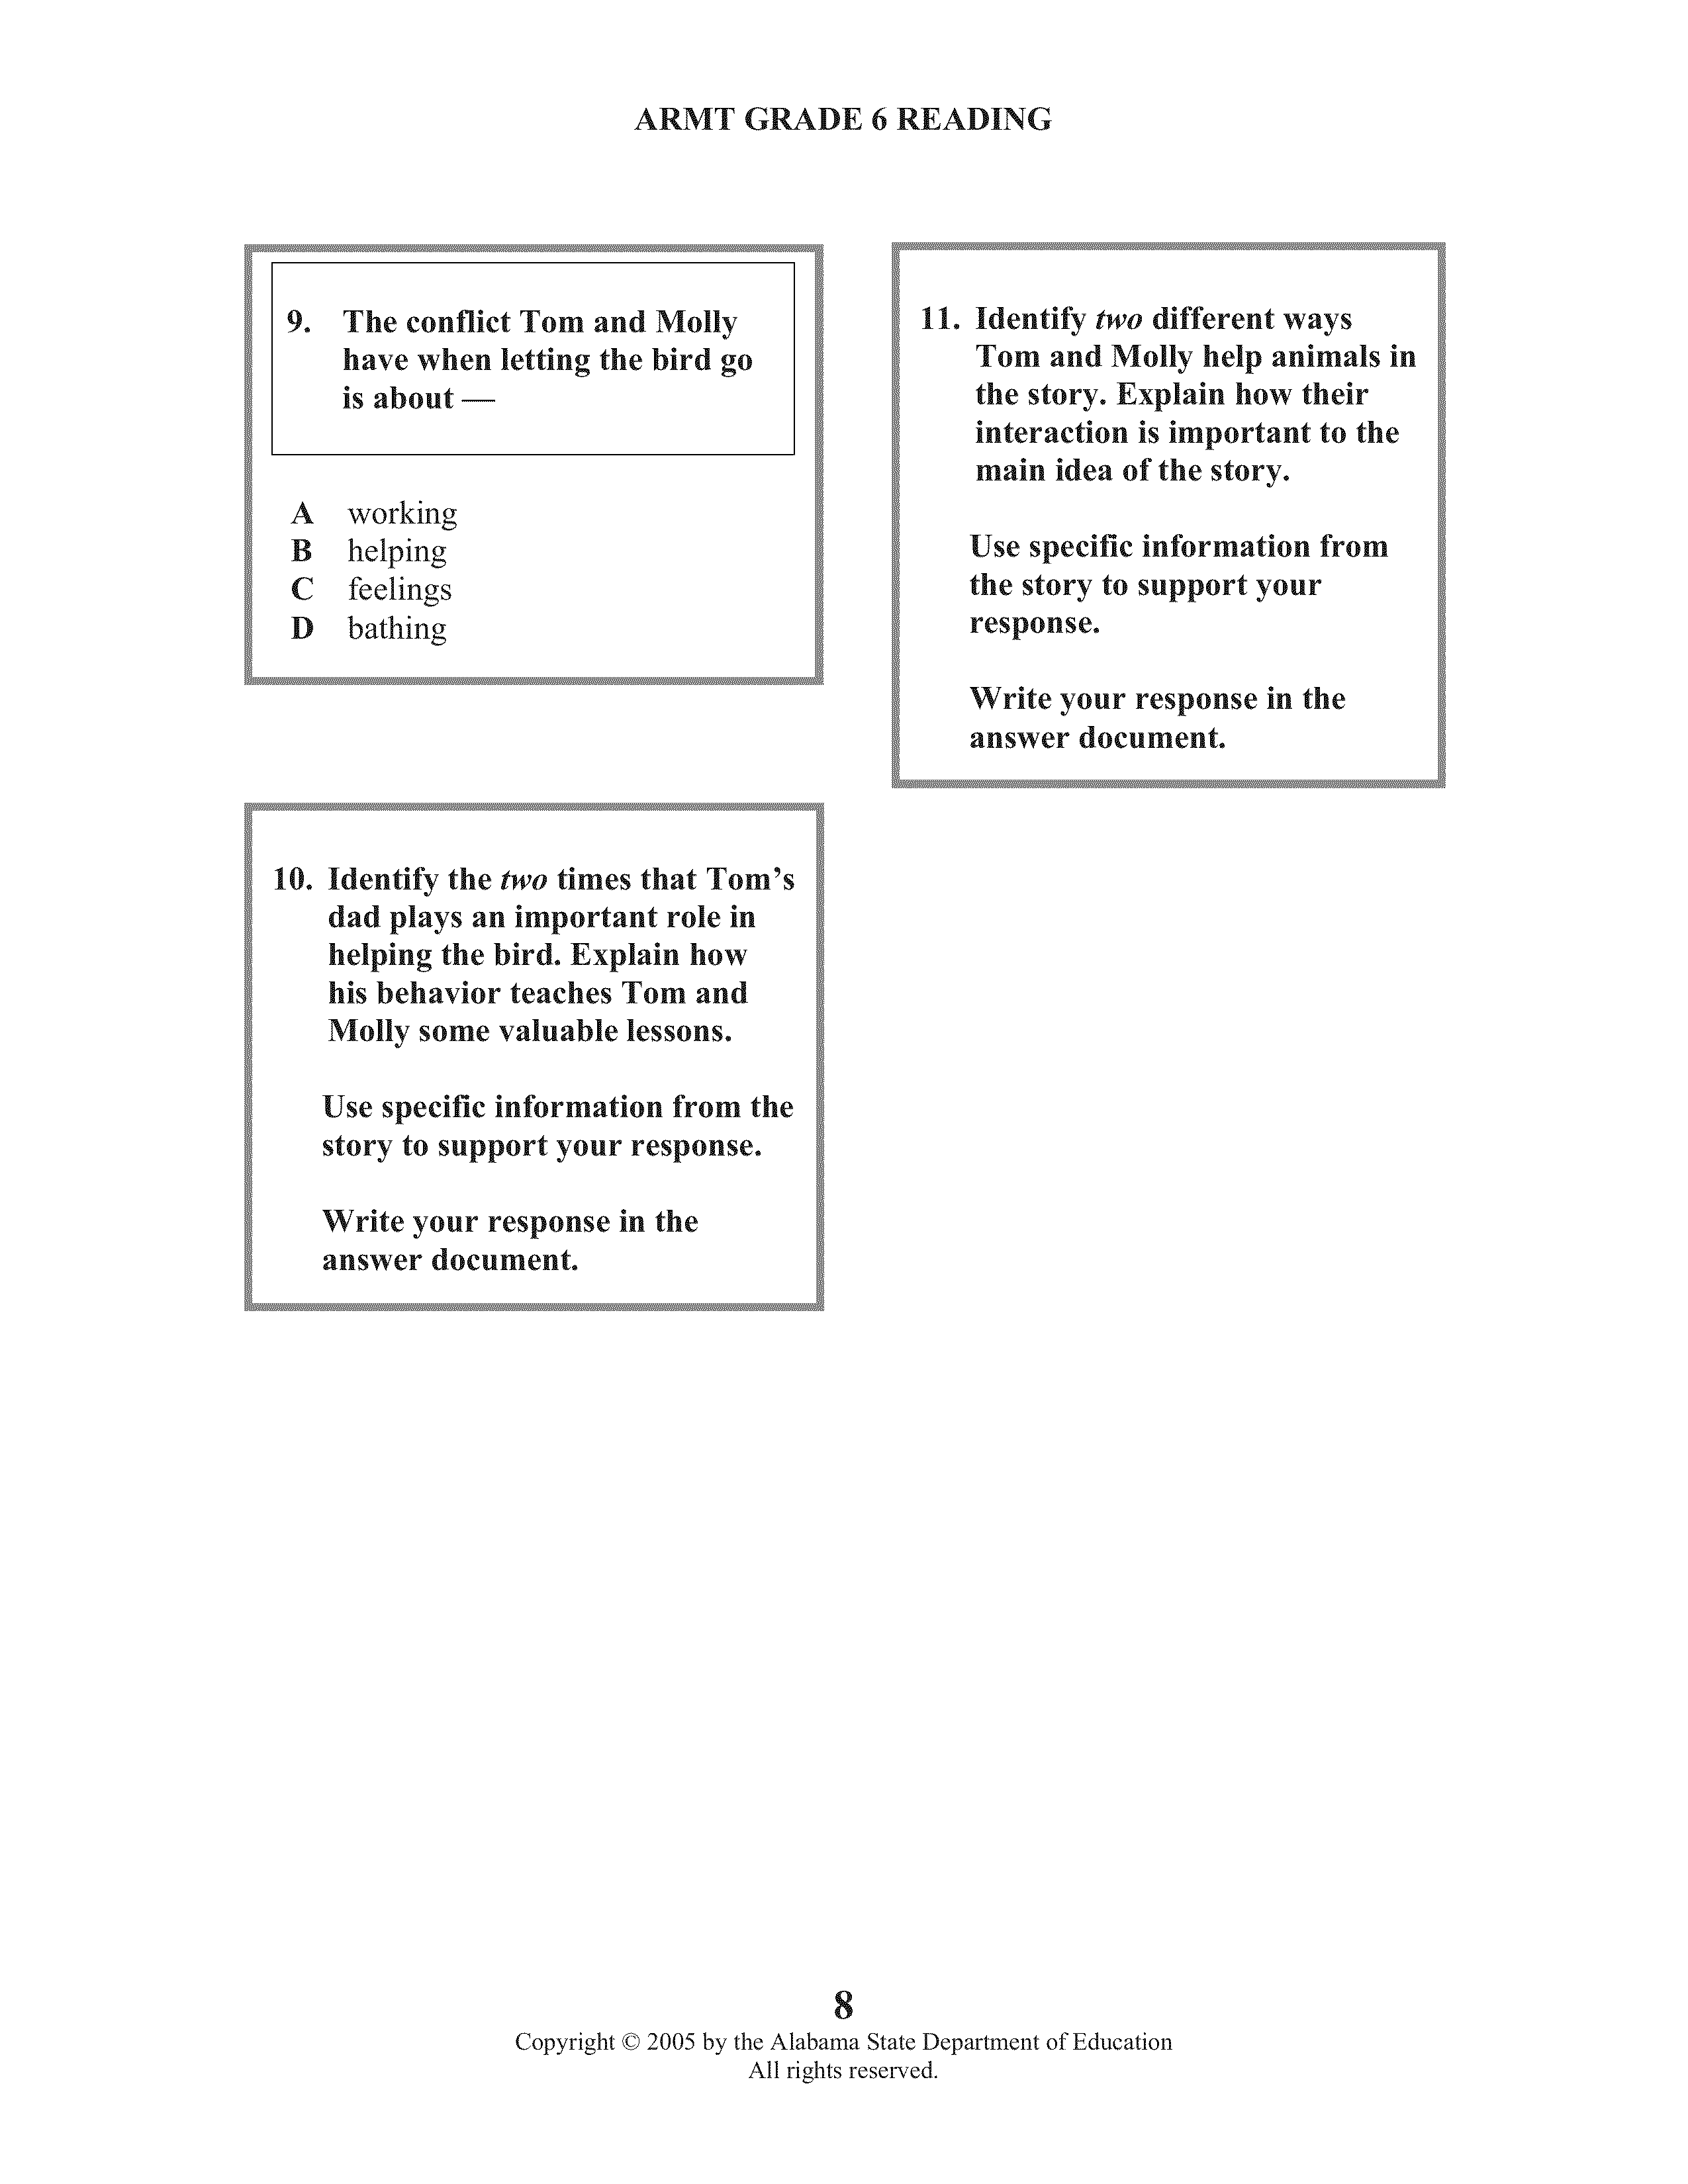 ARMT GRADE 6 READING
9. The conflict Tom and Molly
have when letting the bird go
is about —
A working
B helping
C feelings
D bathing
10. Identify the two times that Tom’s
dad plays an important role in
helping the bird. Explain how
his behavior teaches Tom and
Molly some valuable lessons.
Use specific information from the
story to support your response.
Write your response in the
answer document.
11. Identify two different ways
Tom and Molly help animals in
the story. Explain how their
interaction is important to the
main idea of the story.
Use specific information from
the story to support your
response.
Write your response in the
answer document.
8
Copyright © 2005 by the Alabama State Department of Education
All rights reserved.